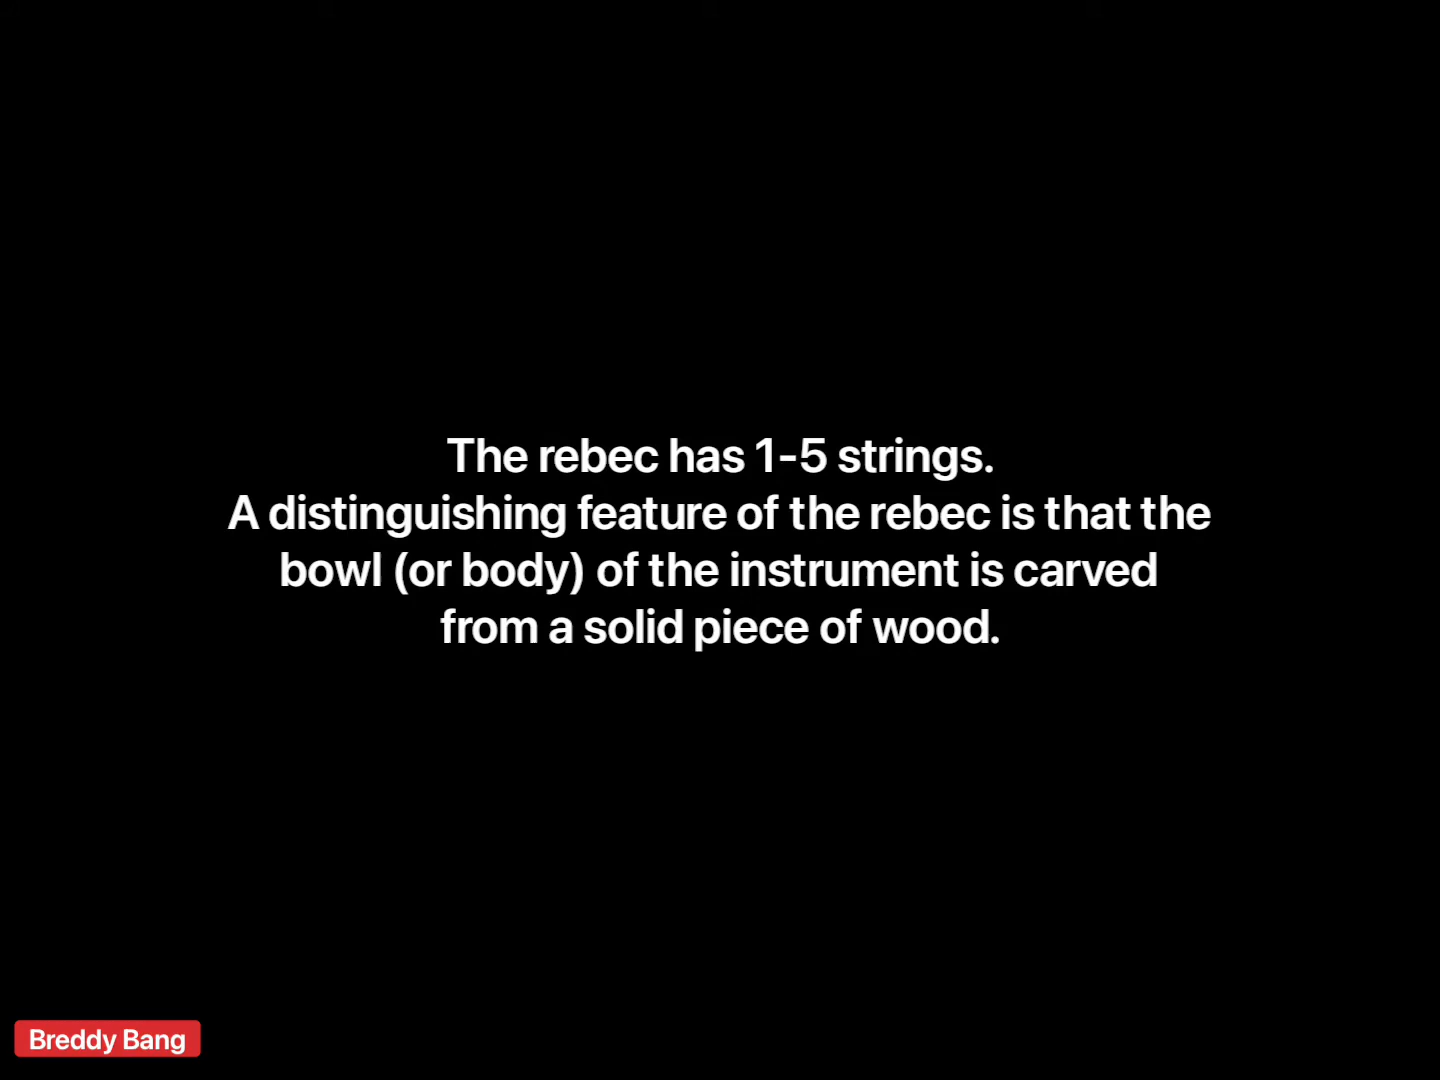 The rebec has 1-5 strings.
A distinguishing feature of the rebec is that the
bowl (or body) of the instrument is carved
from a solid piece of wood.
Breddy Bang